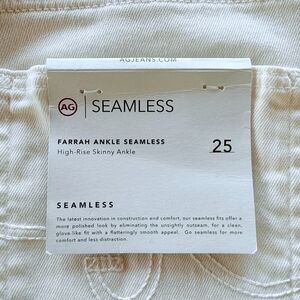 AGJEANS.COM
AG SEAMLESS
FARRAH ANKLE SEAMLESS
High-Rise Skinny Ankle
25
SEAMLESS
The latest innovation in construction and comfort, our seamless fits offer a
more polished look by eliminating the unsightly outseam, for a clean,
glove-like fit with a flatteringly smooth appeal. Go seamless for more
comfort and less distraction.